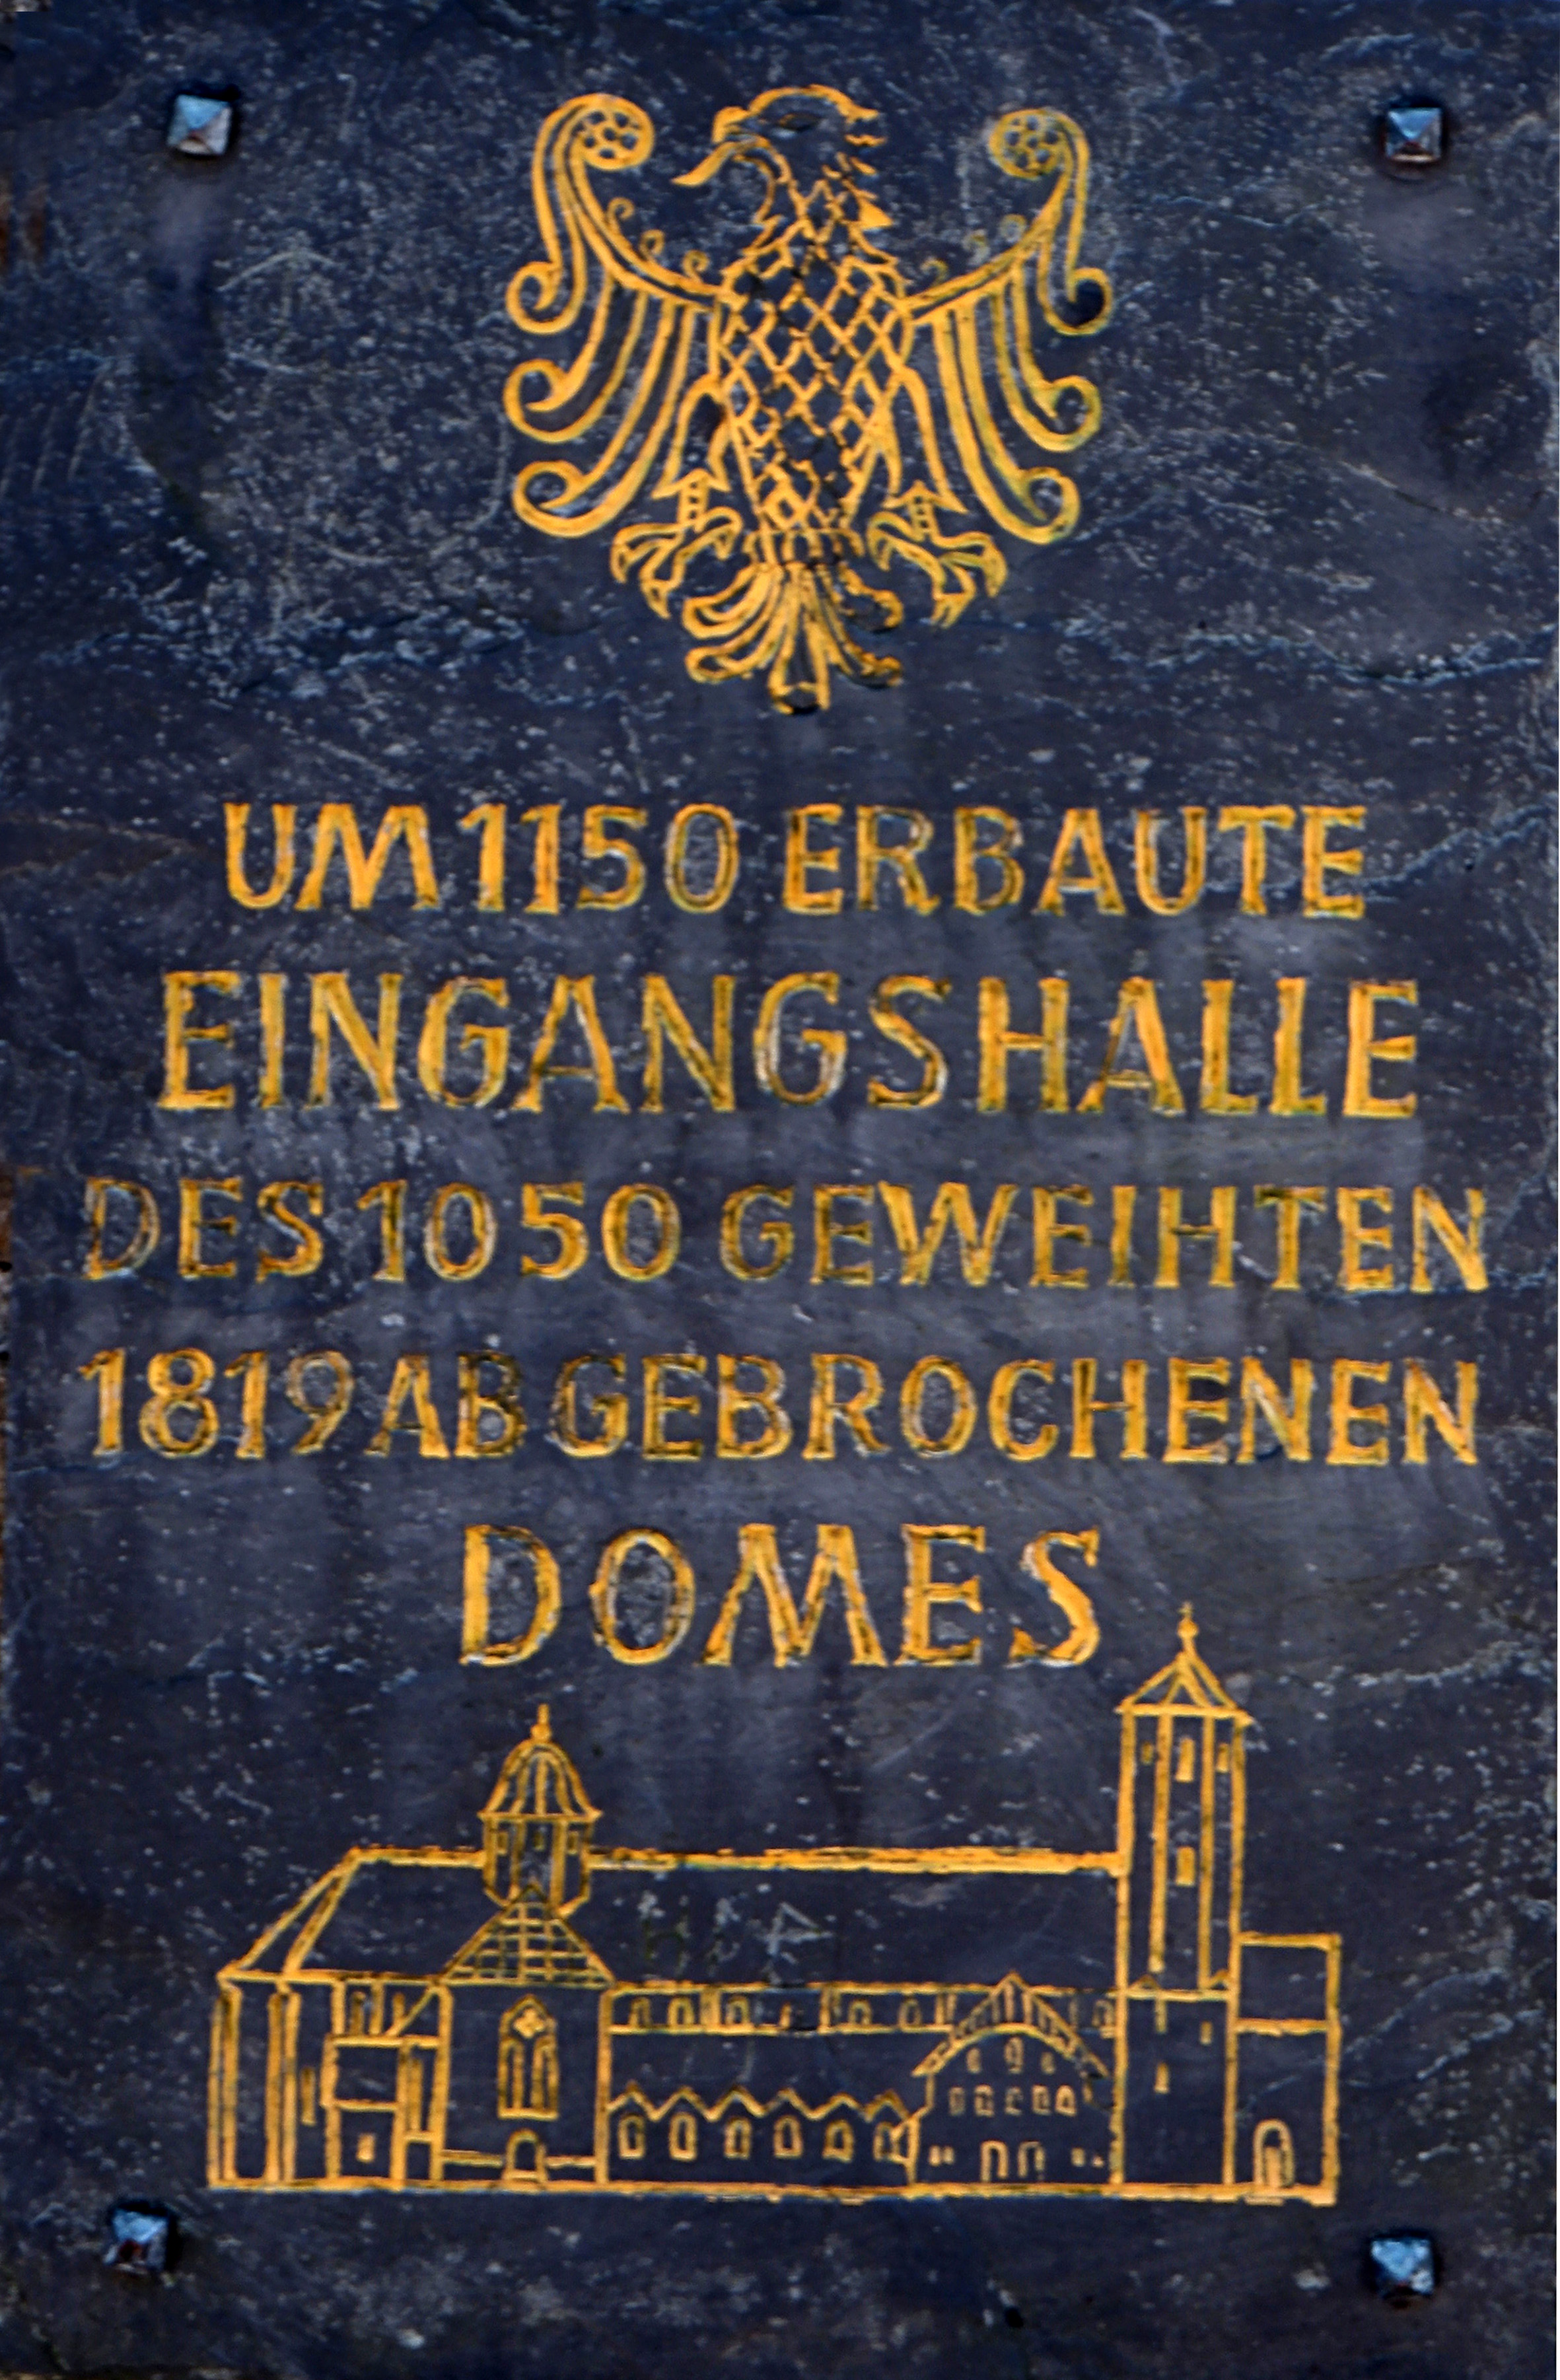 UM 1150 ERBAUTE
EINGANGSHALLE
DES 1050 GEWEIHTEN
1819 ABGEBROCHENEN
DOMES